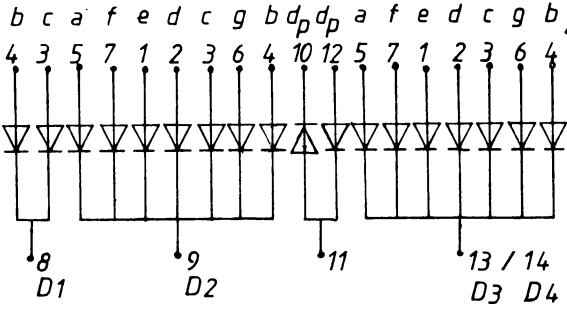 b c a f e d c g b dp dp a f e d c g b
4 3 5 7 1 2 3 6 4 10 12 5 7 1 2 3 6 4
8 9 11 13 / 14
D1 D2 D3 D4